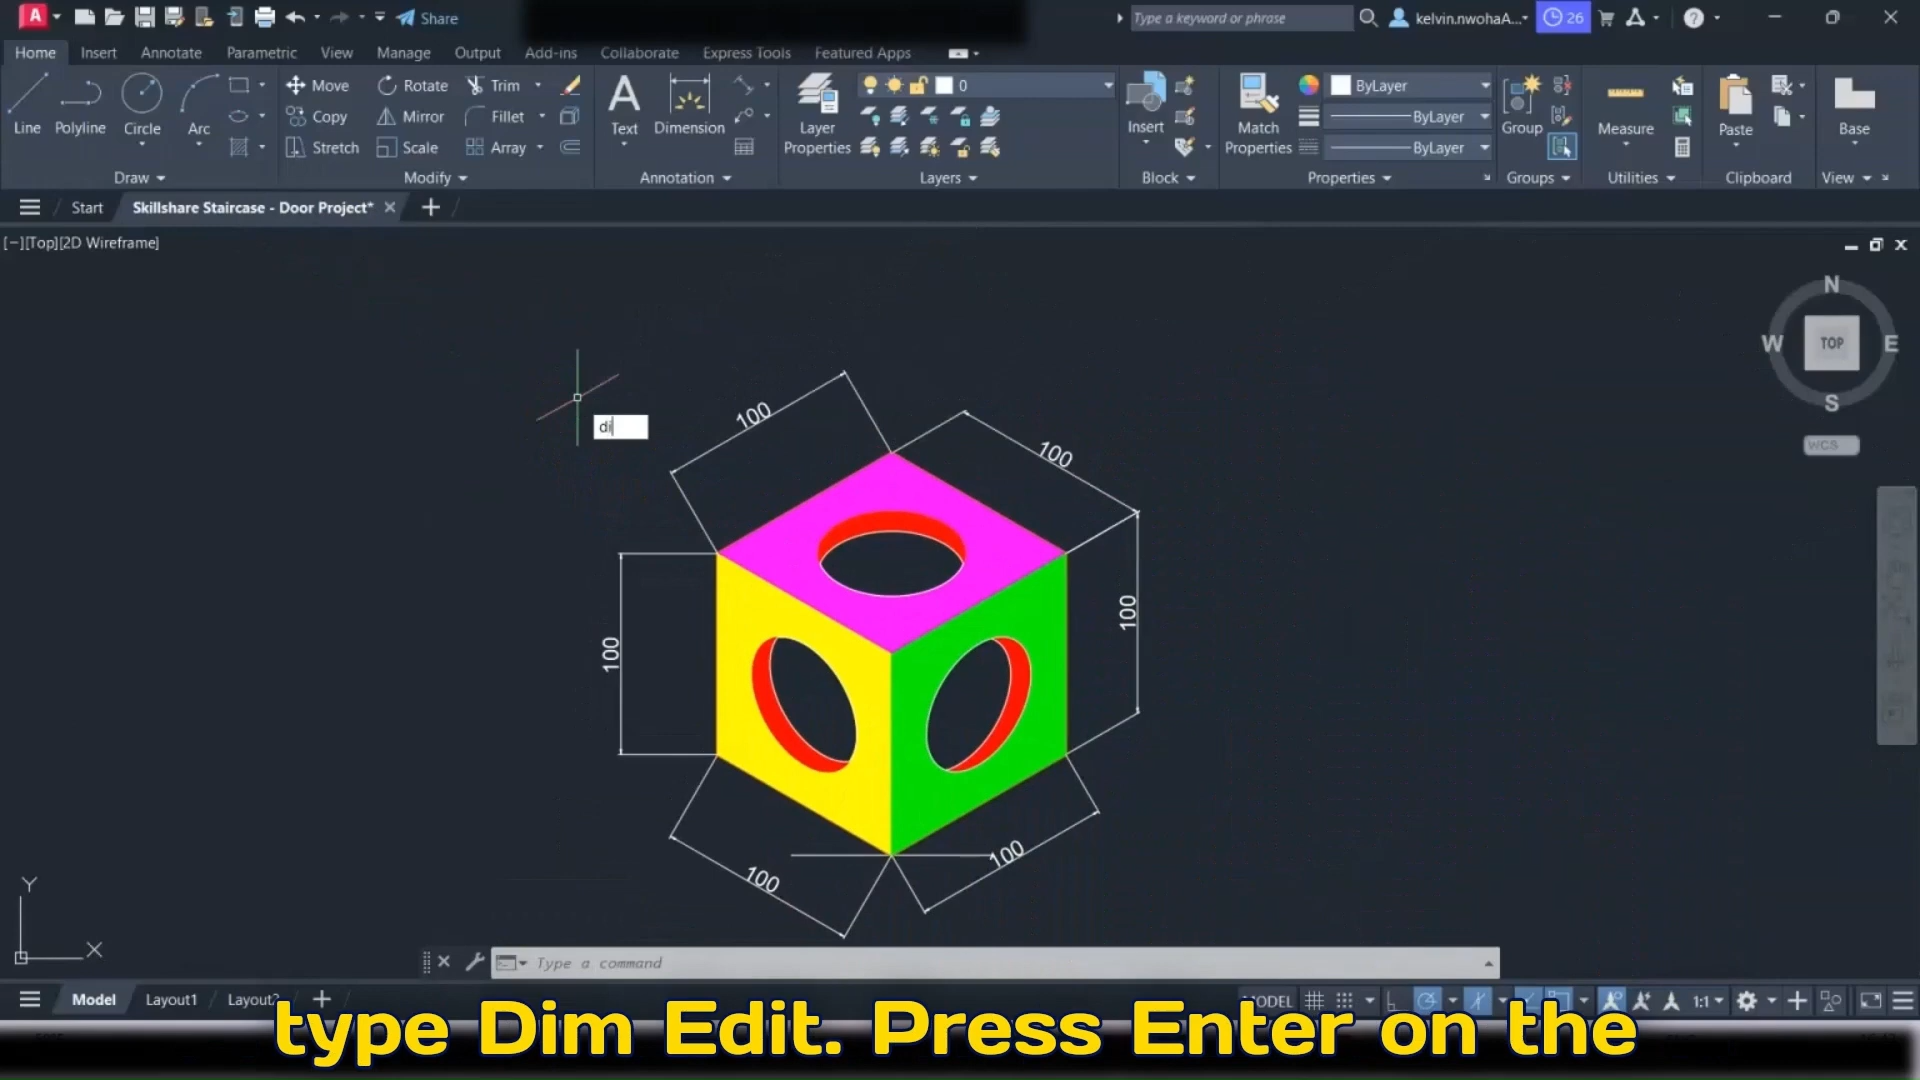 A Share Type a keyword or phrase kelvin.nwohaA... 26
Home Insert Annotate Parametric View Manage Output Add-ins Collaborate Express Tools Featured Apps
Line Polyline Circle Arc
Move Rotate Trim
Copy Mirror Fillet
Stretch Scale Array
Text Dimension
Layer Properties
0
Insert
Match Properties
ByLayer
ByLayer
ByLayer
Group Measure Paste Base
Draw Modify Annotation Layers Block Properties Groups Utilities Clipboard View
Start Skillshare Staircase - Door Project*
[−][Top][2D Wireframe]
N
W TOP E
S
WCS
di
100
100
100
100
100
100
Y
X
Type a command
Model Layout1 Layout2 MODEL 1:1
type Dim Edit. Press Enter on the